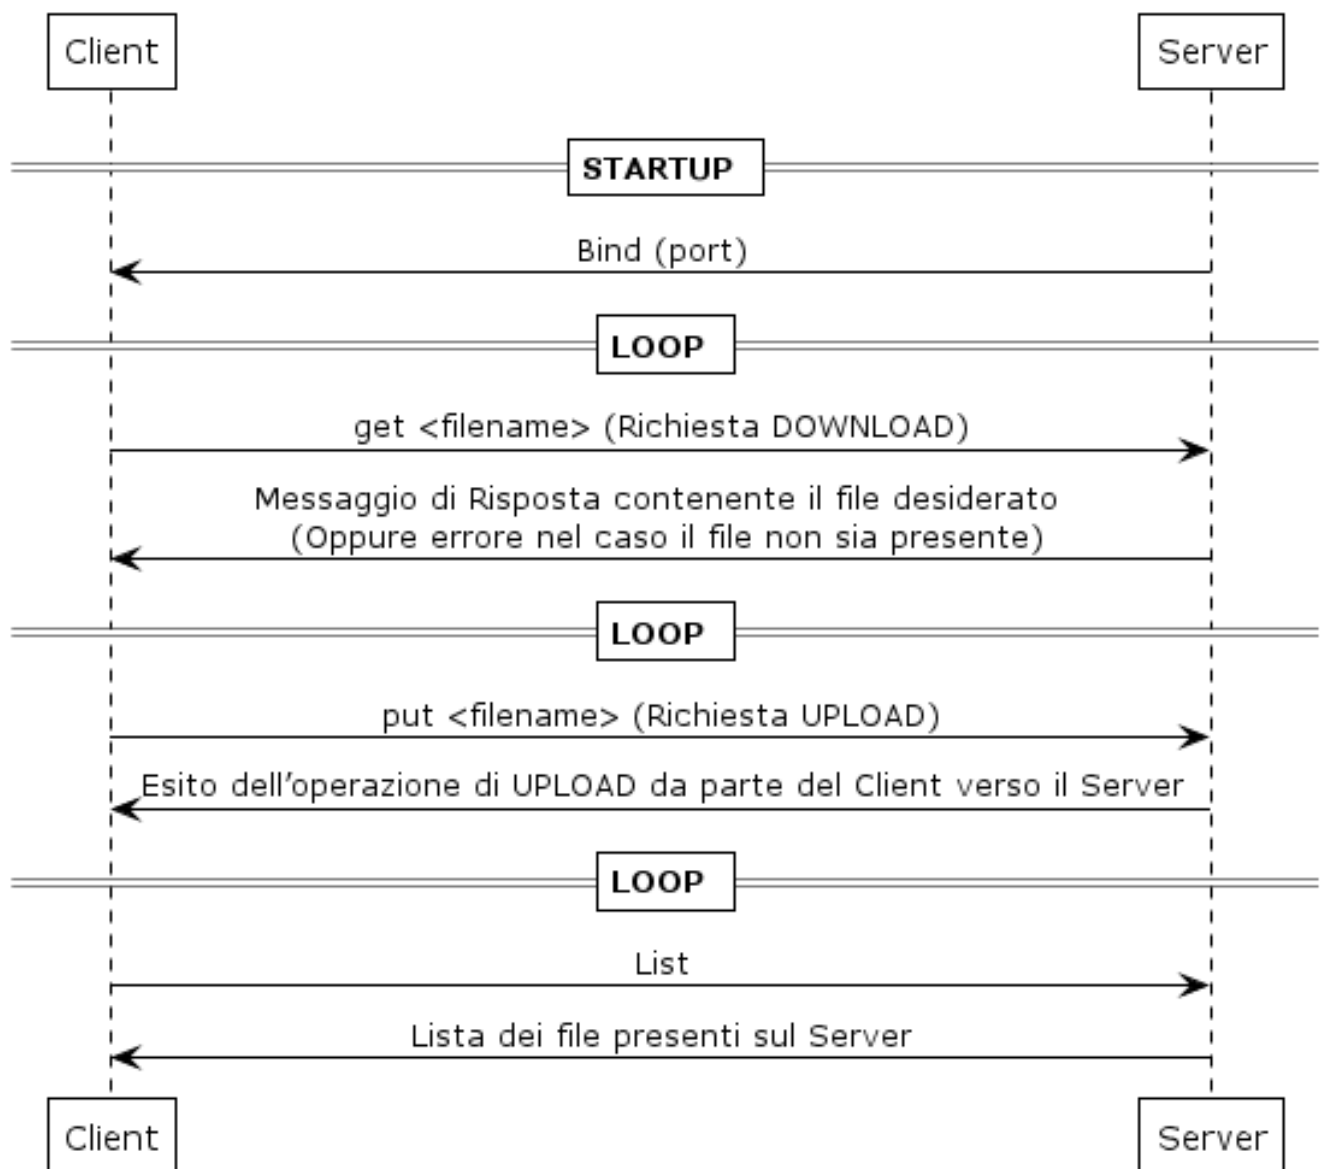 Client Server
STARTUP
Bind (port)
LOOP
get <filename> (Richiesta DOWNLOAD)
Messaggio di Risposta contenente il file desiderato
(Oppure errore nel caso il file non sia presente)
LOOP
put <filename> (Richiesta UPLOAD)
Esito dell’operazione di UPLOAD da parte del Client verso il Server
LOOP
List
Lista dei file presenti sul Server
Client Server